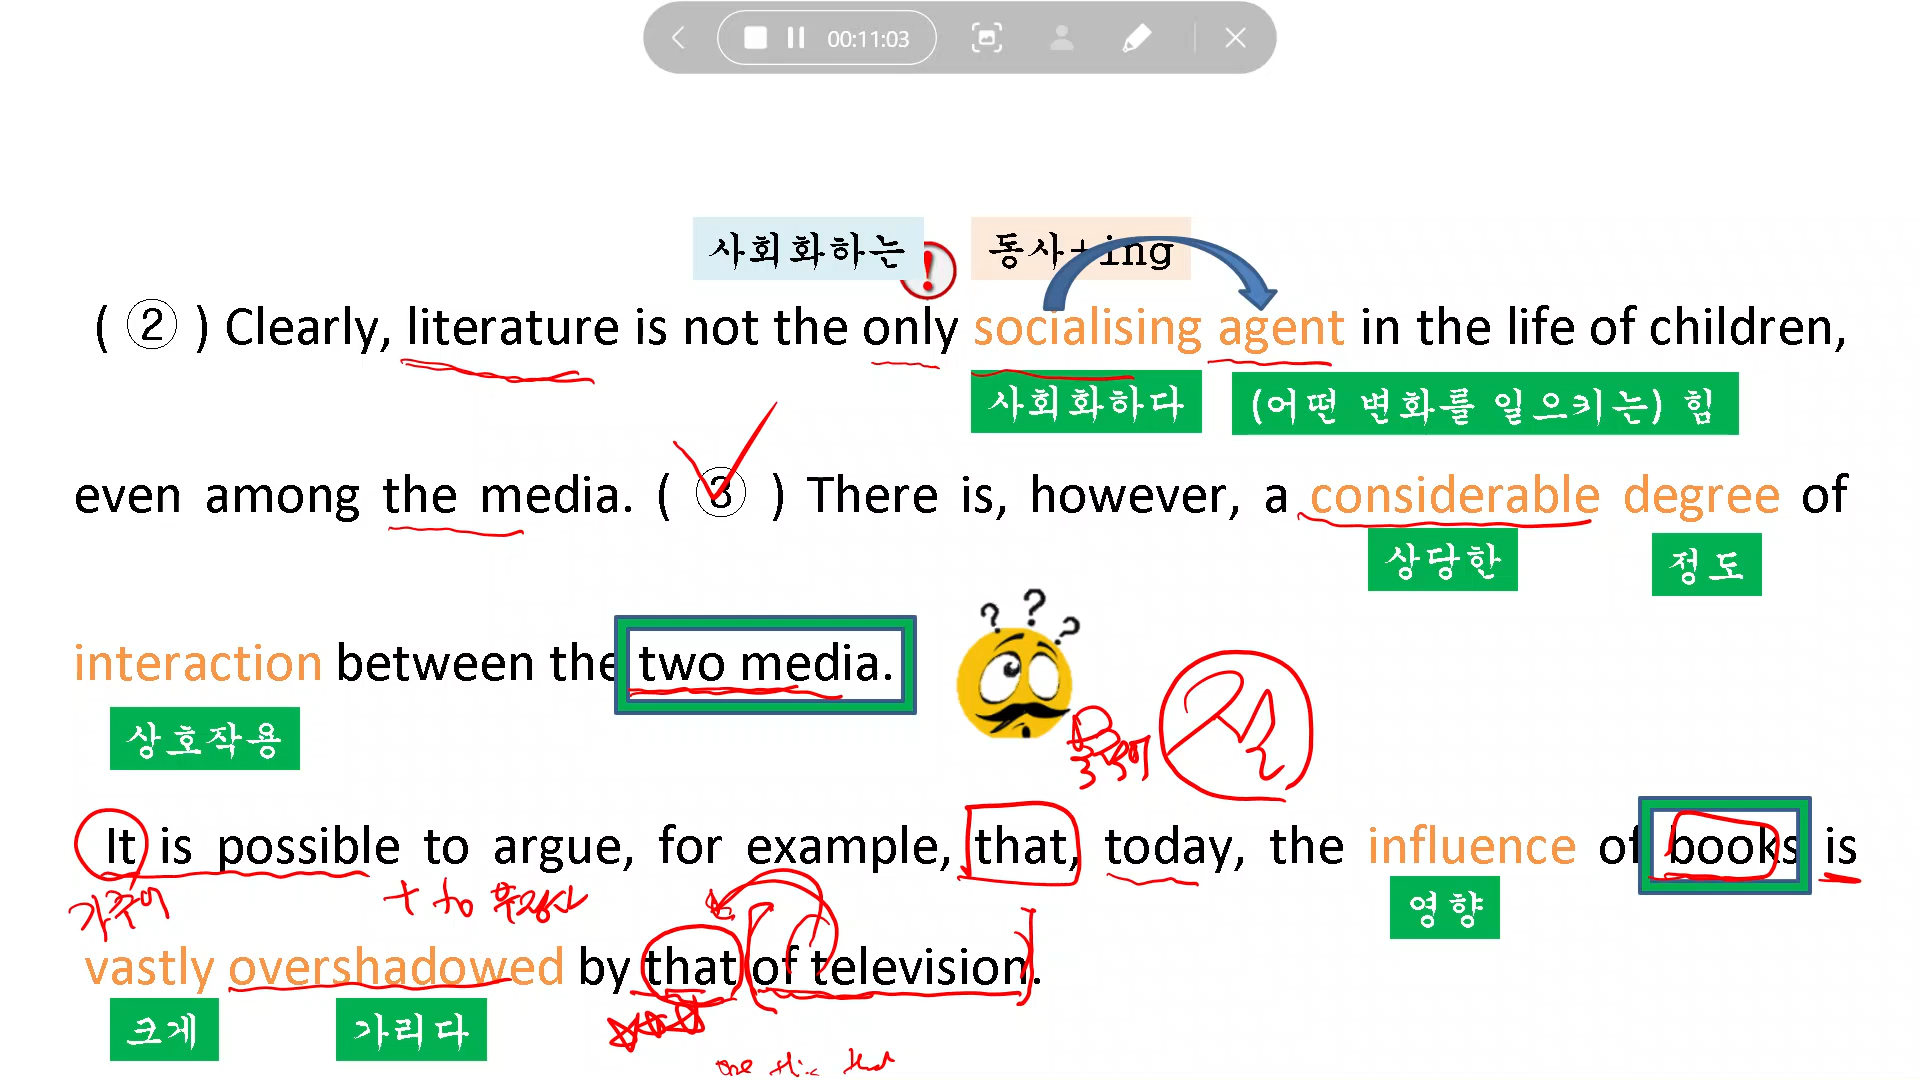 00:11:03
사회화하는 동사+ing
( ② ) Clearly, literature is not the only socialising agent in the life of children,
사회화하다 (어떤 변화를 일으키는) 힘
even among the media. ( ③ ) There is, however, a considerable degree of
상당한 정도
interaction between the two media.
상호작용
절
It is possible to argue, for example, that, today, the influence of books is
가주어 + to 부정사 영향
vastly overshadowed by that of television.
크게 가리다